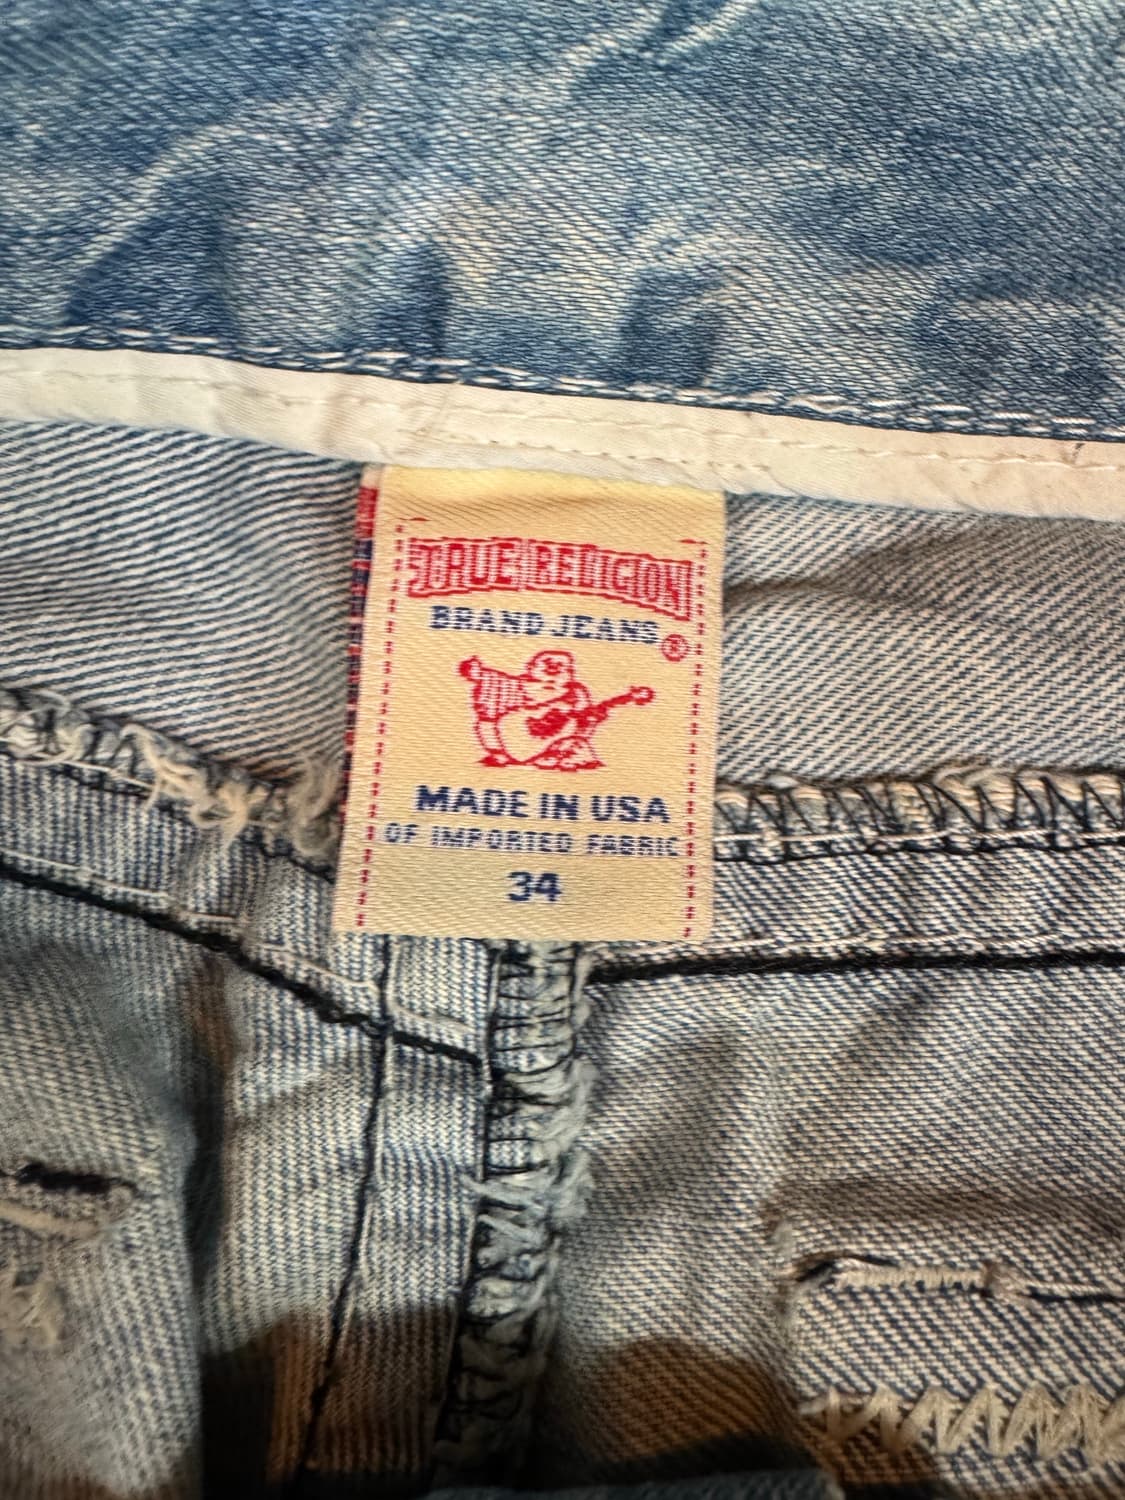 TRUE RELIGION
BRAND JEANS
®
MADE IN USA
OF IMPORTED FABRIC
34